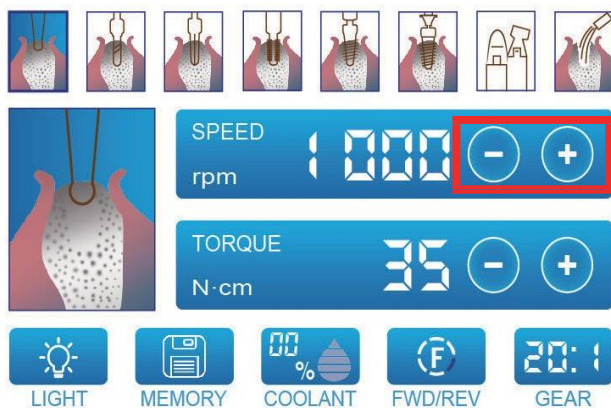 SPEED
rpm
1000
- +
TORQUE
N·cm
35
- +
00
%
F
20:1
LIGHT MEMORY COOLANT FWD/REV GEAR